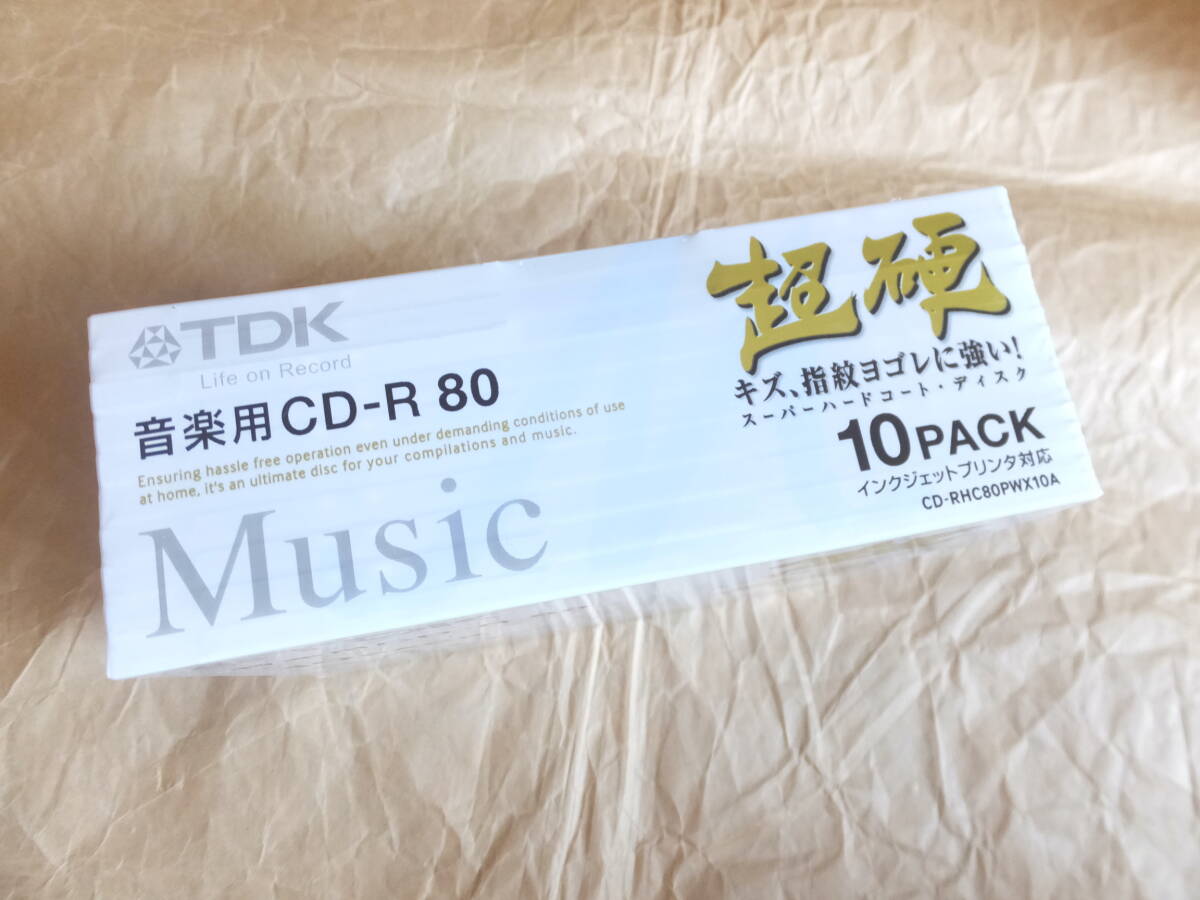 TDK
Life on Record
音楽用CD-R 80
Ensuring hassle free operation even under demanding conditions of use
at home, it's an ultimate disc for your compilations and music.
Music
超硬
キズ、指紋ヨゴレに強い!
スーパーハードコート・ディスク
10PACK
インクジェットプリンタ対応
CD-RHC80PWX10A